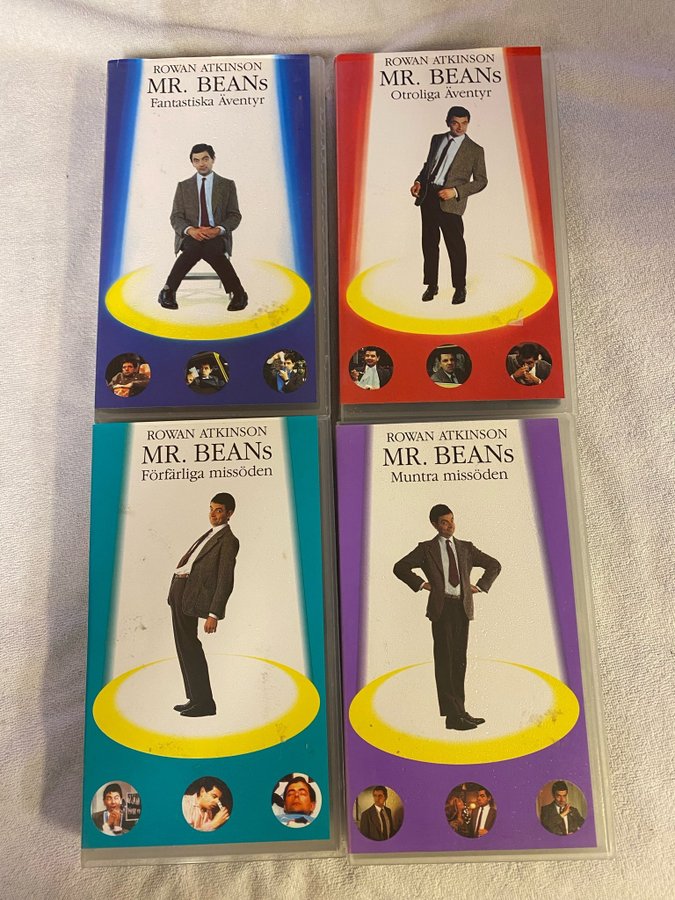 ROWAN ATKINSON
MR. BEANs
Fantastiska Äventyr
ROWAN ATKINSON
MR. BEANs
Otroliga Äventyr
ROWAN ATKINSON
MR. BEANs
Förfärliga missöden
ROWAN ATKINSON
MR. BEANs
Muntra missöden